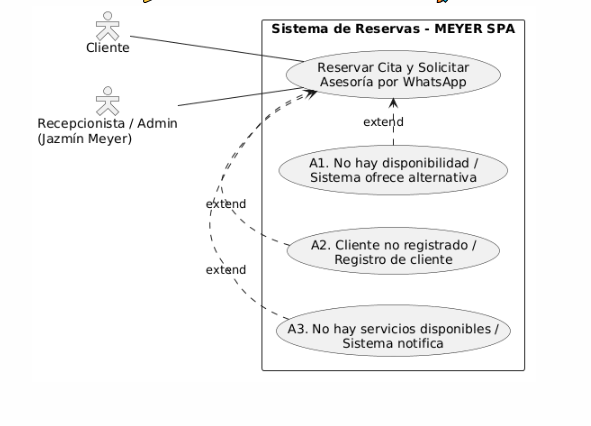 Sistema de Reservas - MEYER SPA
Cliente
Reservar Cita y Solicitar
Asesoría por WhatsApp
Recepcionista / Admin
(Jazmín Meyer)
extend
A1. No hay disponibilidad /
Sistema ofrece alternativa
extend
A2. Cliente no registrado /
Registro de cliente
extend
A3. No hay servicios disponibles /
Sistema notifica